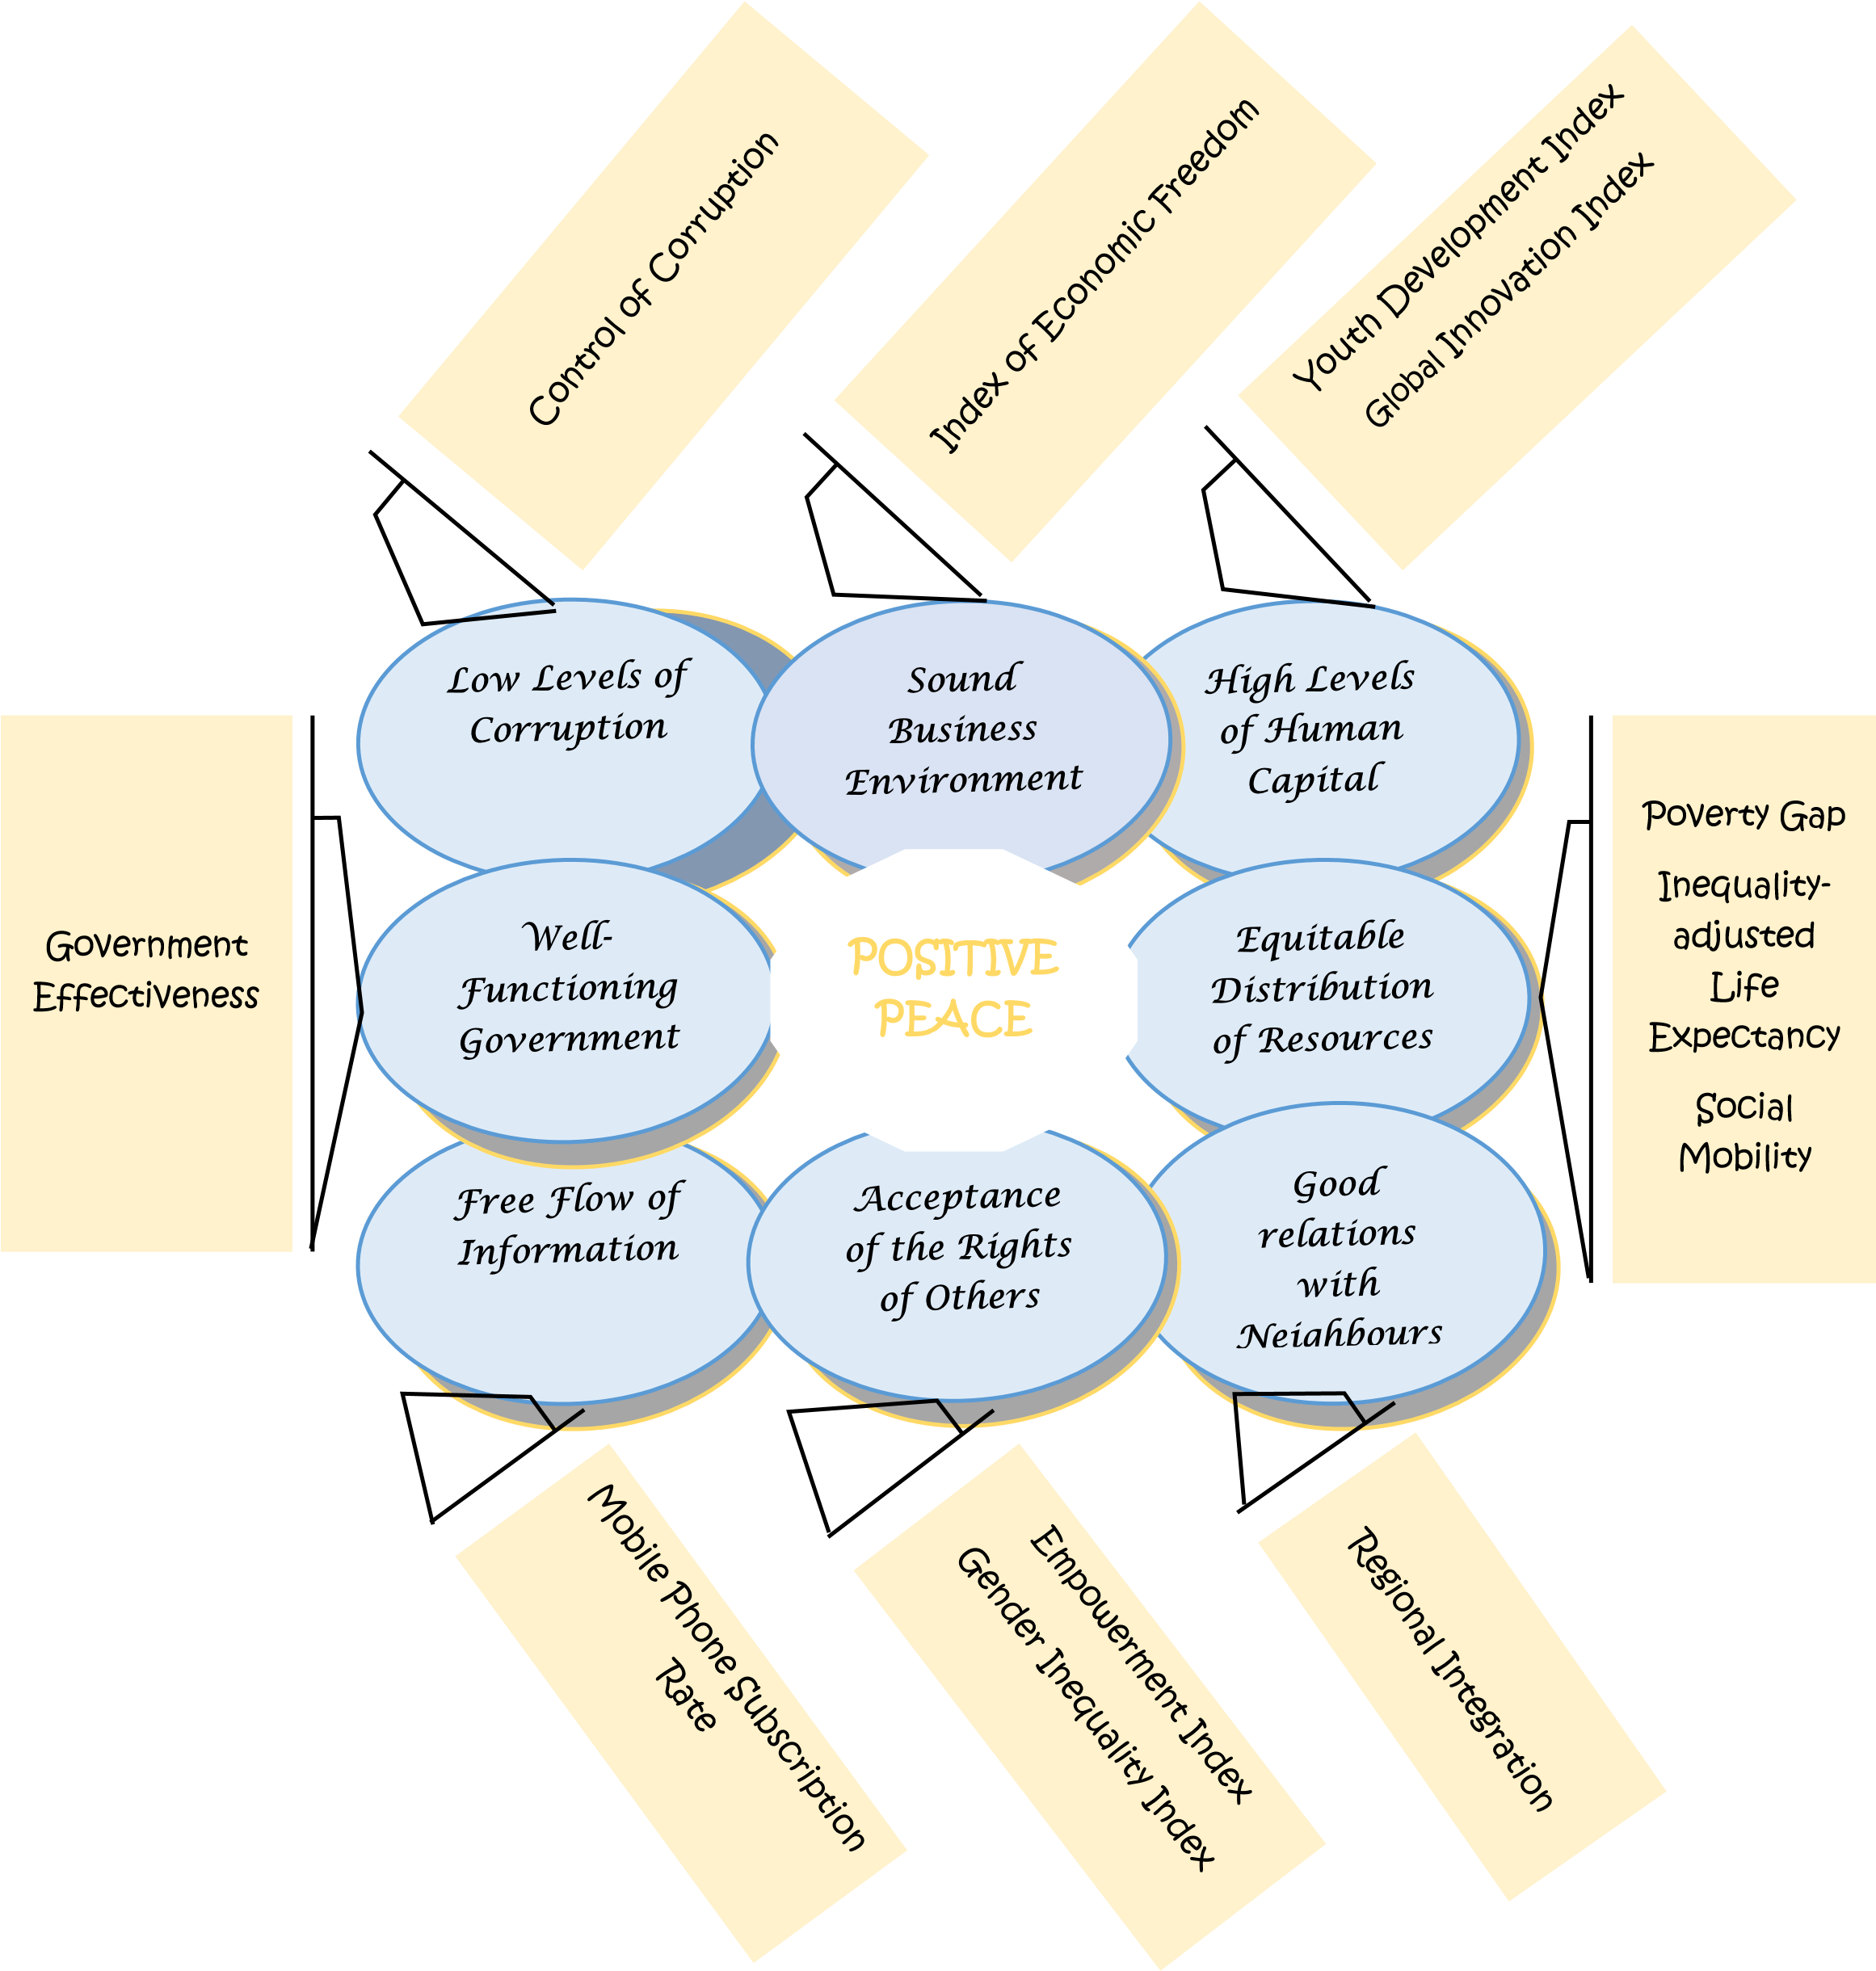 Control of Corruption
Index of Economic Freedom
Youth Development Index
Global Innovation Index
Low Levels of
Corruption
Sound
Business
Environment
High Levels
of Human
Capital
Government
Effectiveness
Well-
Functioning
Government
POSITIVE
PEACE
Equitable
Distribution
of Resources
Poverty Gap
Inequality-
adjusted
Life
Expectancy
Social
Mobility
Free Flow of
Information
Acceptance
of the Rights
of Others
Good
relations
with
Neiahbours
Mobile Phone Subscription
Rate
Empowerment Index
Gender Inequality Index
Regional Integration